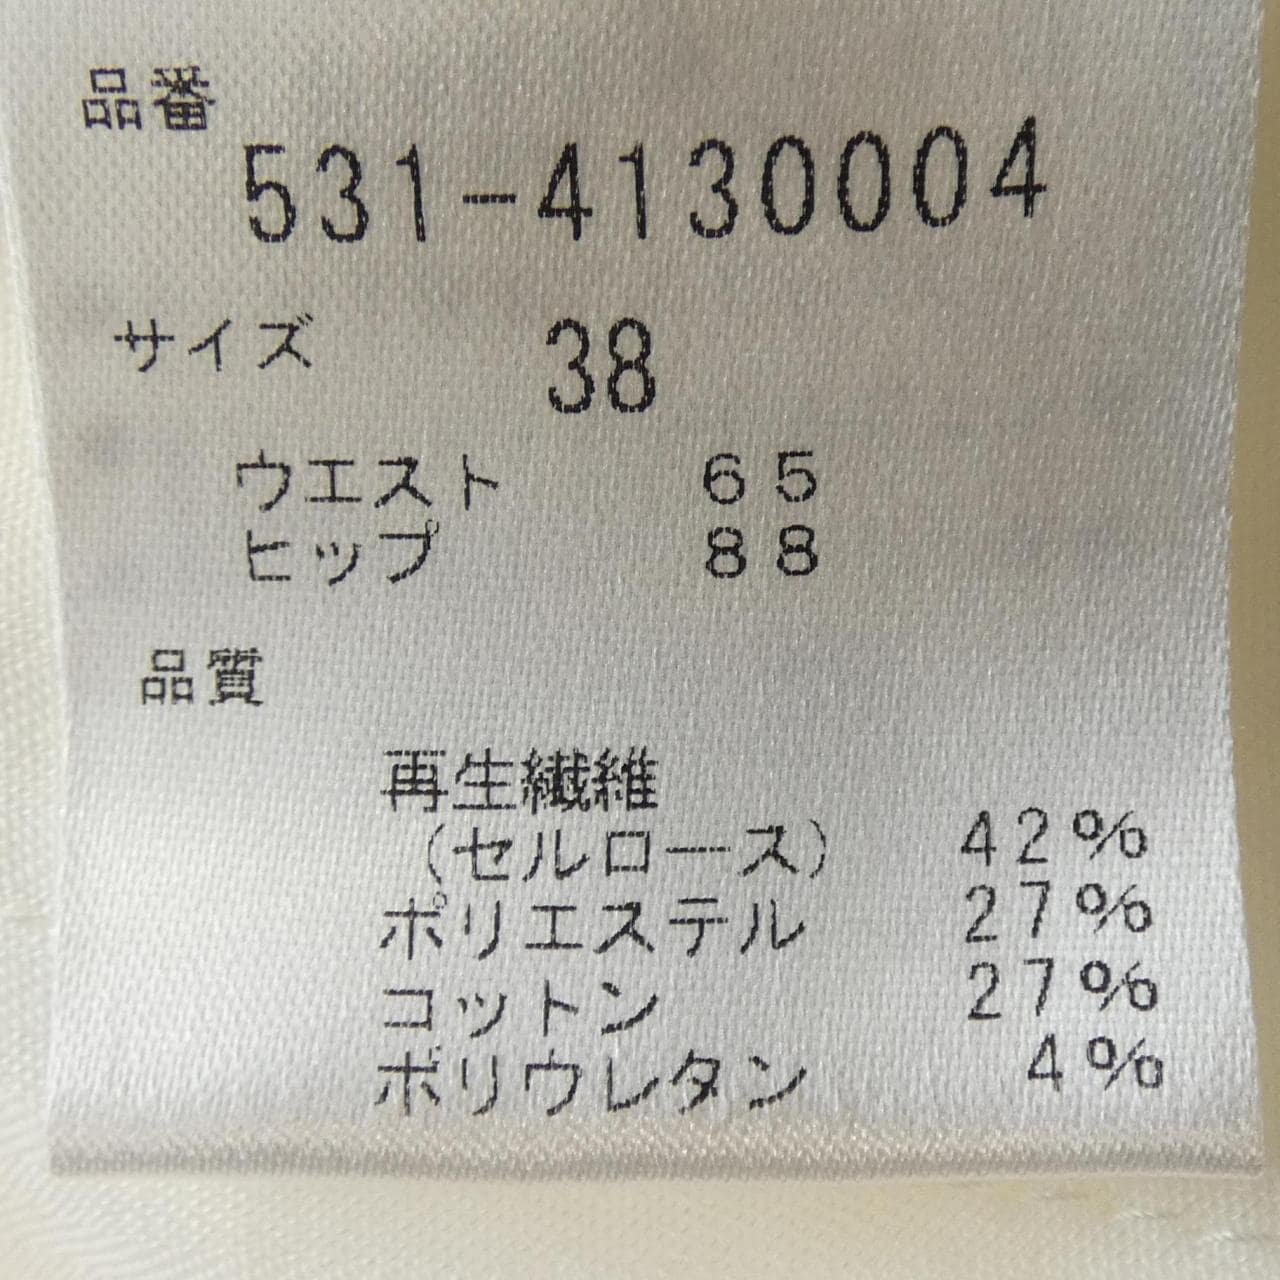 品番
531-4130004
サイズ 38
ウエスト 65
ヒップ 88
品質
再生繊維
(セルロース) 42%
ポリエステル 27%
コットン 27%
ポリウレタン 4%